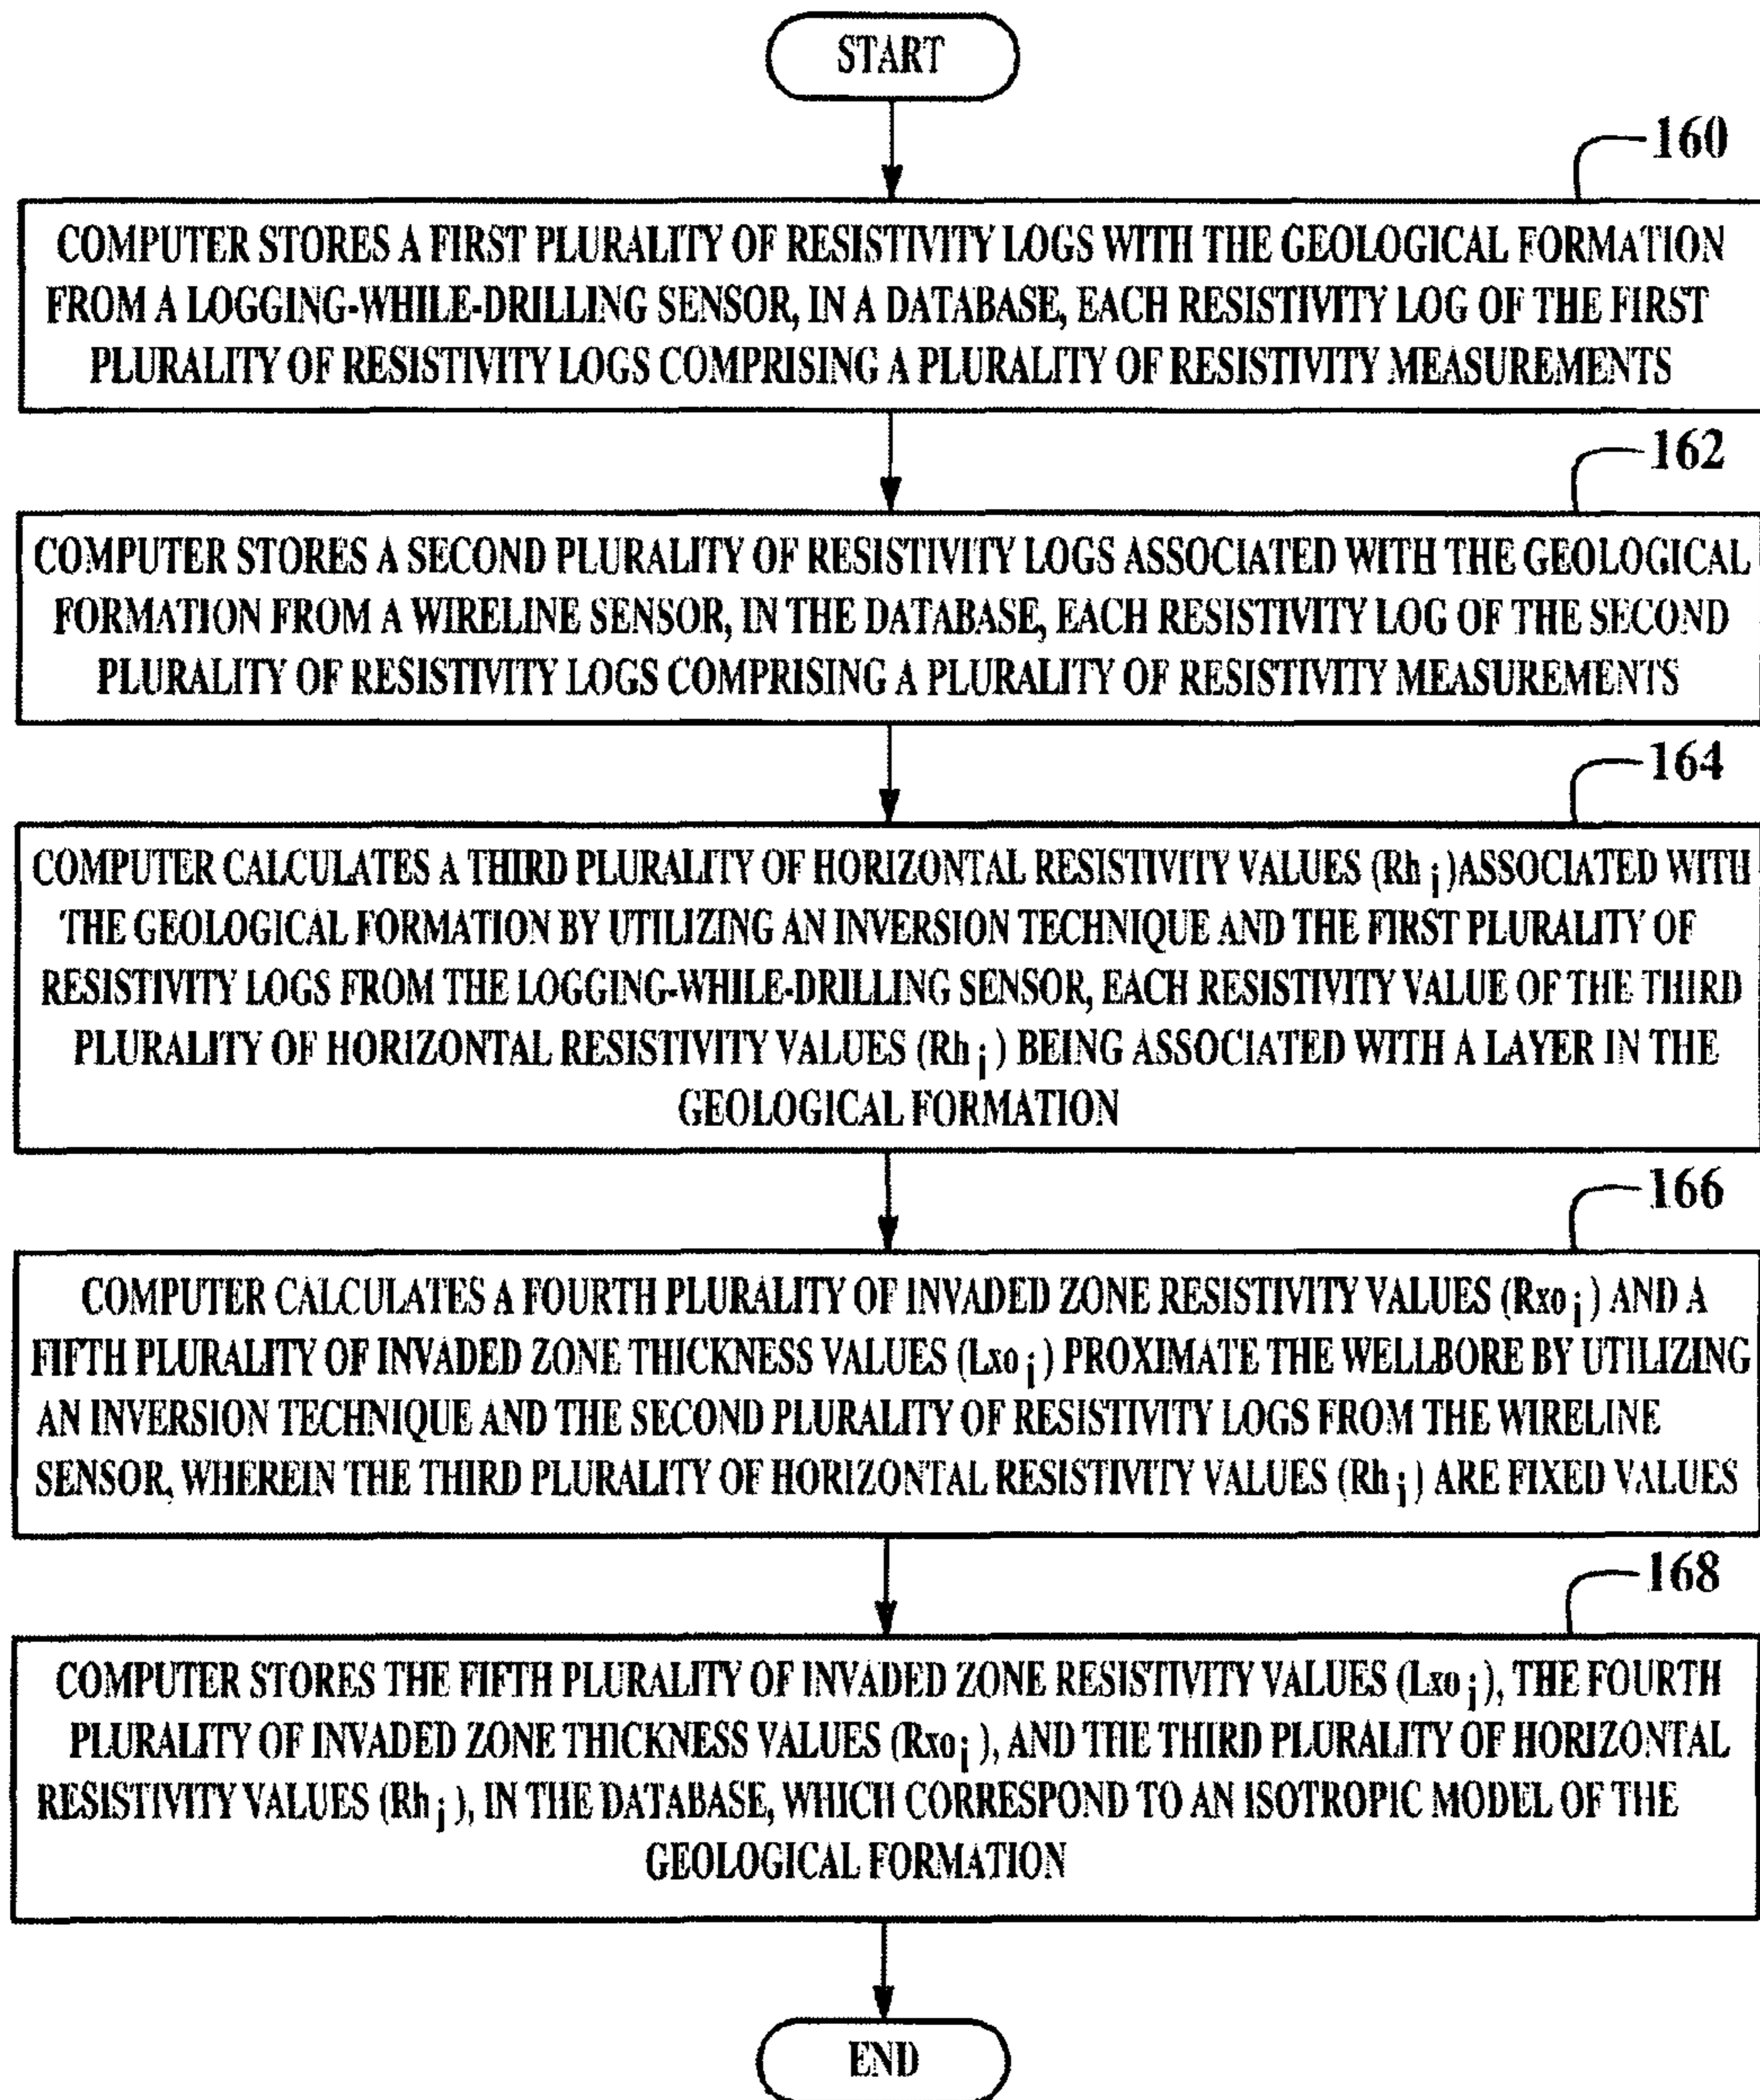 START
160
COMPUTER STORES A FIRST PLURALITY OF RESISTIVITY LOGS WITH THE GEOLOGICAL FORMATION
FROM A LOGGING-WHILE-DRILLING SENSOR, IN A DATABASE, EACH RESISTIVITY LOG OF THE FIRST
PLURALITY OF RESISTIVITY LOGS COMPRISING A PLURALITY OF RESISTIVITY MEASUREMENTS
162
COMPUTER STORES A SECOND PLURALITY OF RESISTIVITY LOGS ASSOCIATED WITH THE GEOLOGICAL
FORMATION FROM A WIRELINE SENSOR, IN THE DATABASE, EACH RESISTIVITY LOG OF THE SECOND
PLURALITY OF RESISTIVITY LOGS COMPRISING A PLURALITY OF RESISTIVITY MEASUREMENTS
164
COMPUTER CALCULATES A THIRD PLURALITY OF HORIZONTAL RESISTIVITY VALUES (Rh i)ASSOCIATED WITH
THE GEOLOGICAL FORMATION BY UTILIZING AN INVERSION TECHNIQUE AND THE FIRST PLURALITY OF
RESISTIVITY LOGS FROM THE LOGGING-WHILE-DRILLING SENSOR, EACH RESISTIVITY VALUE OF THE THIRD
PLURALITY OF HORIZONTAL RESISTIVITY VALUES (Rh i) BEING ASSOCIATED WITH A LAYER IN THE
GEOLOGICAL FORMATION
166
COMPUTER CALCULATES A FOURTH PLURALITY OF INVADED ZONE RESISTIVITY VALUES (Rxo i) AND A
FIFTH PLURALITY OF INVADED ZONE THICKNESS VALUES (Lxo i) PROXIMATE THE WELLBORE BY UTILIZING
AN INVERSION TECHNIQUE AND THE SECOND PLURALITY OF RESISTIVITY LOGS FROM THE WIRELINE
SENSOR, WHEREIN THE THIRD PLURALITY OF HORIZONTAL RESISTIVITY VALUES (Rh i) ARE FIXED VALUES
168
COMPUTER STORES THE FIFTH PLURALITY OF INVADED ZONE RESISTIVITY VALUES (Lxo i), THE FOURTH
PLURALITY OF INVADED ZONE THICKNESS VALUES (Rxo i), AND THE THIRD PLURALITY OF HORIZONTAL
RESISTIVITY VALUES (Rh i), IN THE DATABASE, WHICH CORRESPOND TO AN ISOTROPIC MODEL OF THE
GEOLOGICAL FORMATION
END